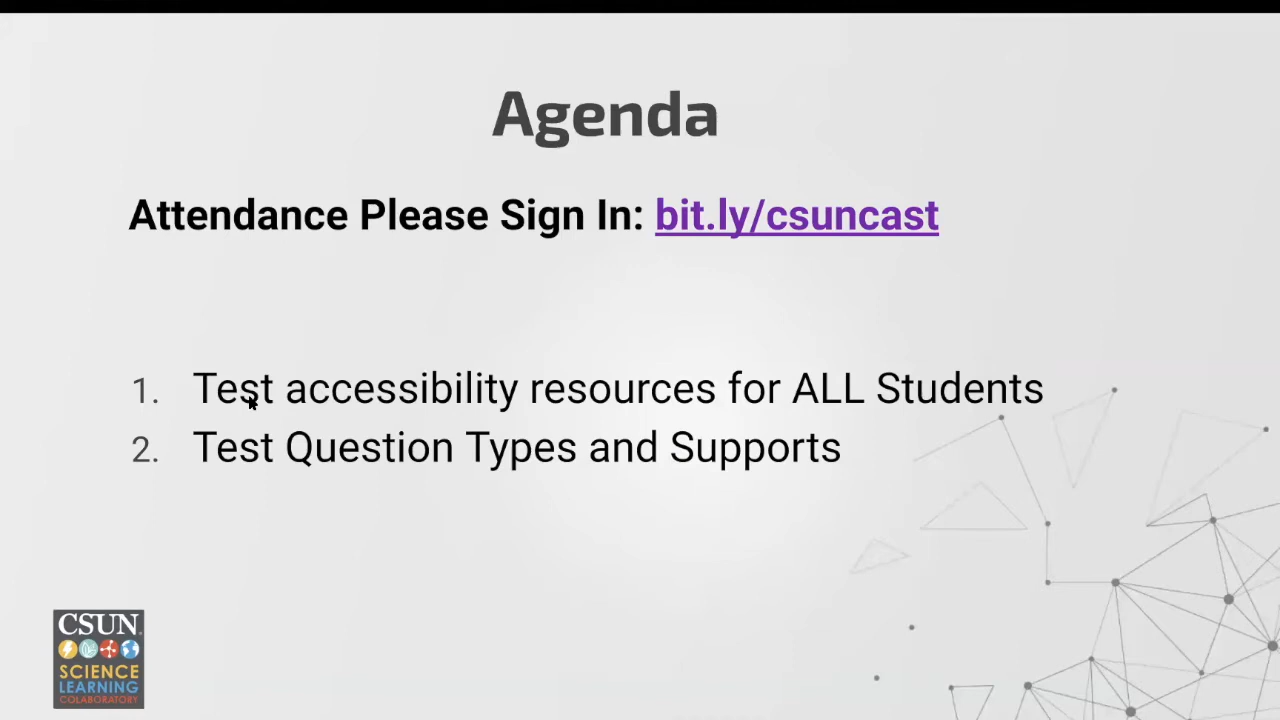 Agenda
Attendance Please Sign In: bit.ly/csuncast
1. Test accessibility resources for ALL Students
2. Test Question Types and Supports
CSUN
SCIENCE
LEARNING
COLABORATORY